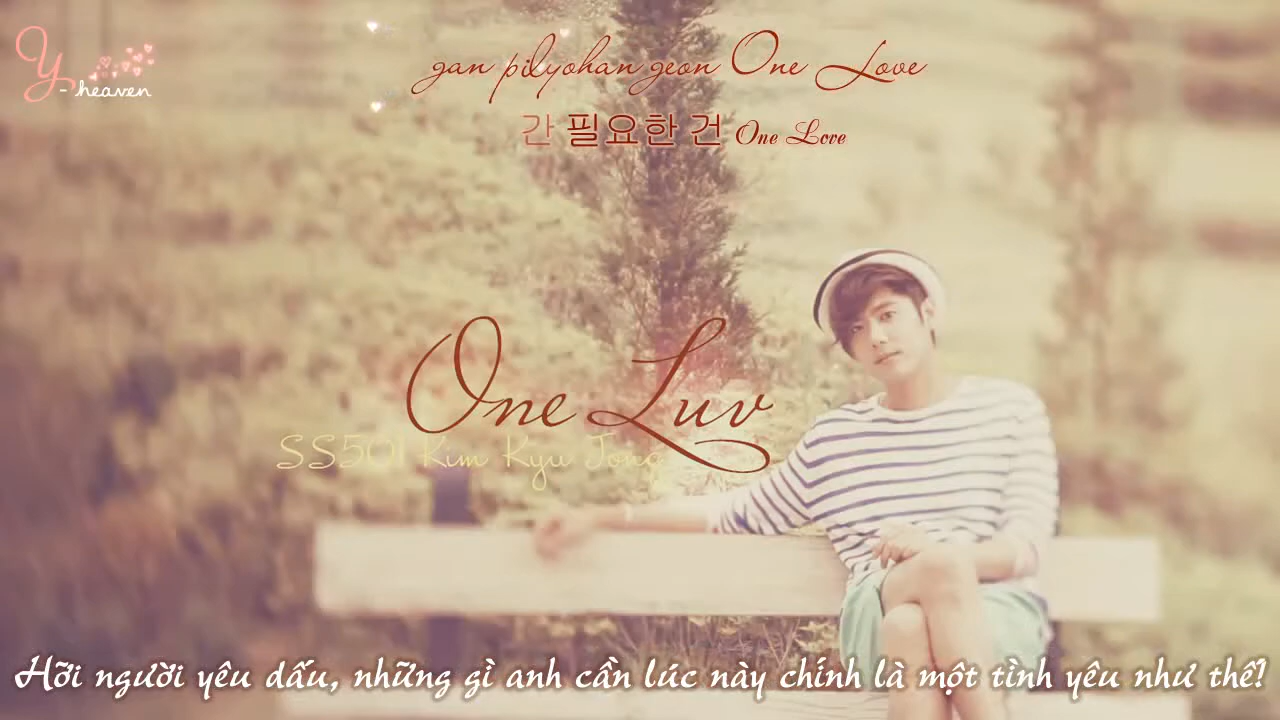 Y-heaven
gan pilyohan geon One Love
간 필요한 건 One Love
One Luv
SS501 Kim Kyu Jong
Hỡi người yêu dấu, những gì anh cần lúc này chính là một tình yêu như thế!